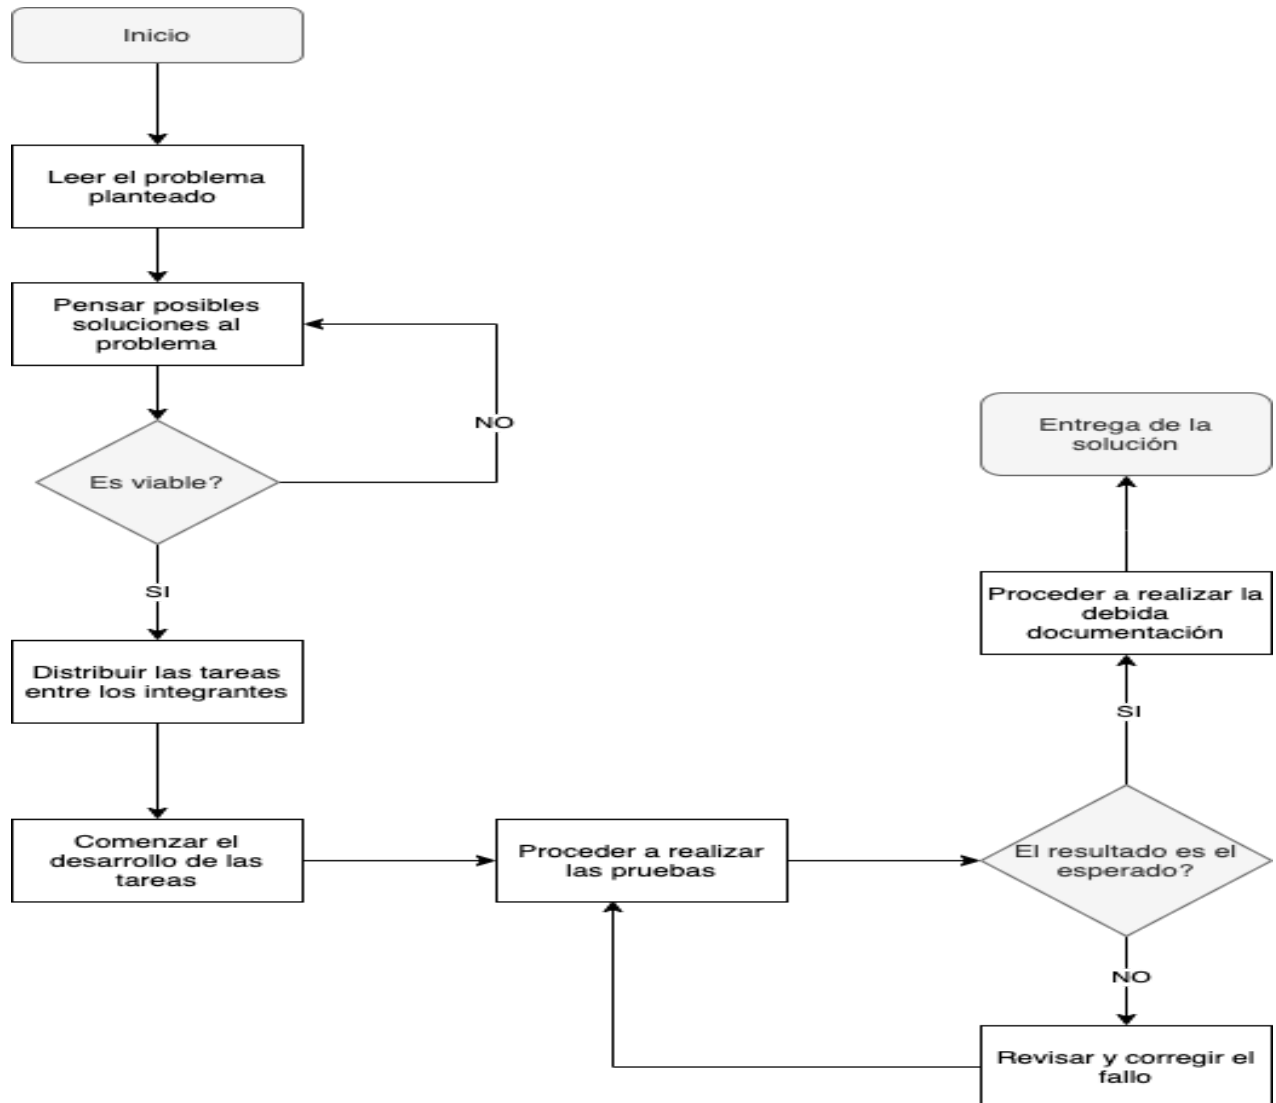 Inicio
Leer el problema
planteado
Pensar posibles
soluciones al
problema
NO
Es viable?
SI
Distribuir las tareas
entre los integrantes
Comenzar el
desarrollo de las
tareas
Proceder a realizar
las pruebas
El resultado es el
esperado?
NO
Revisar y corregir el
fallo
SI
Proceder a realizar la
debida
documentación
Entrega de la
solución